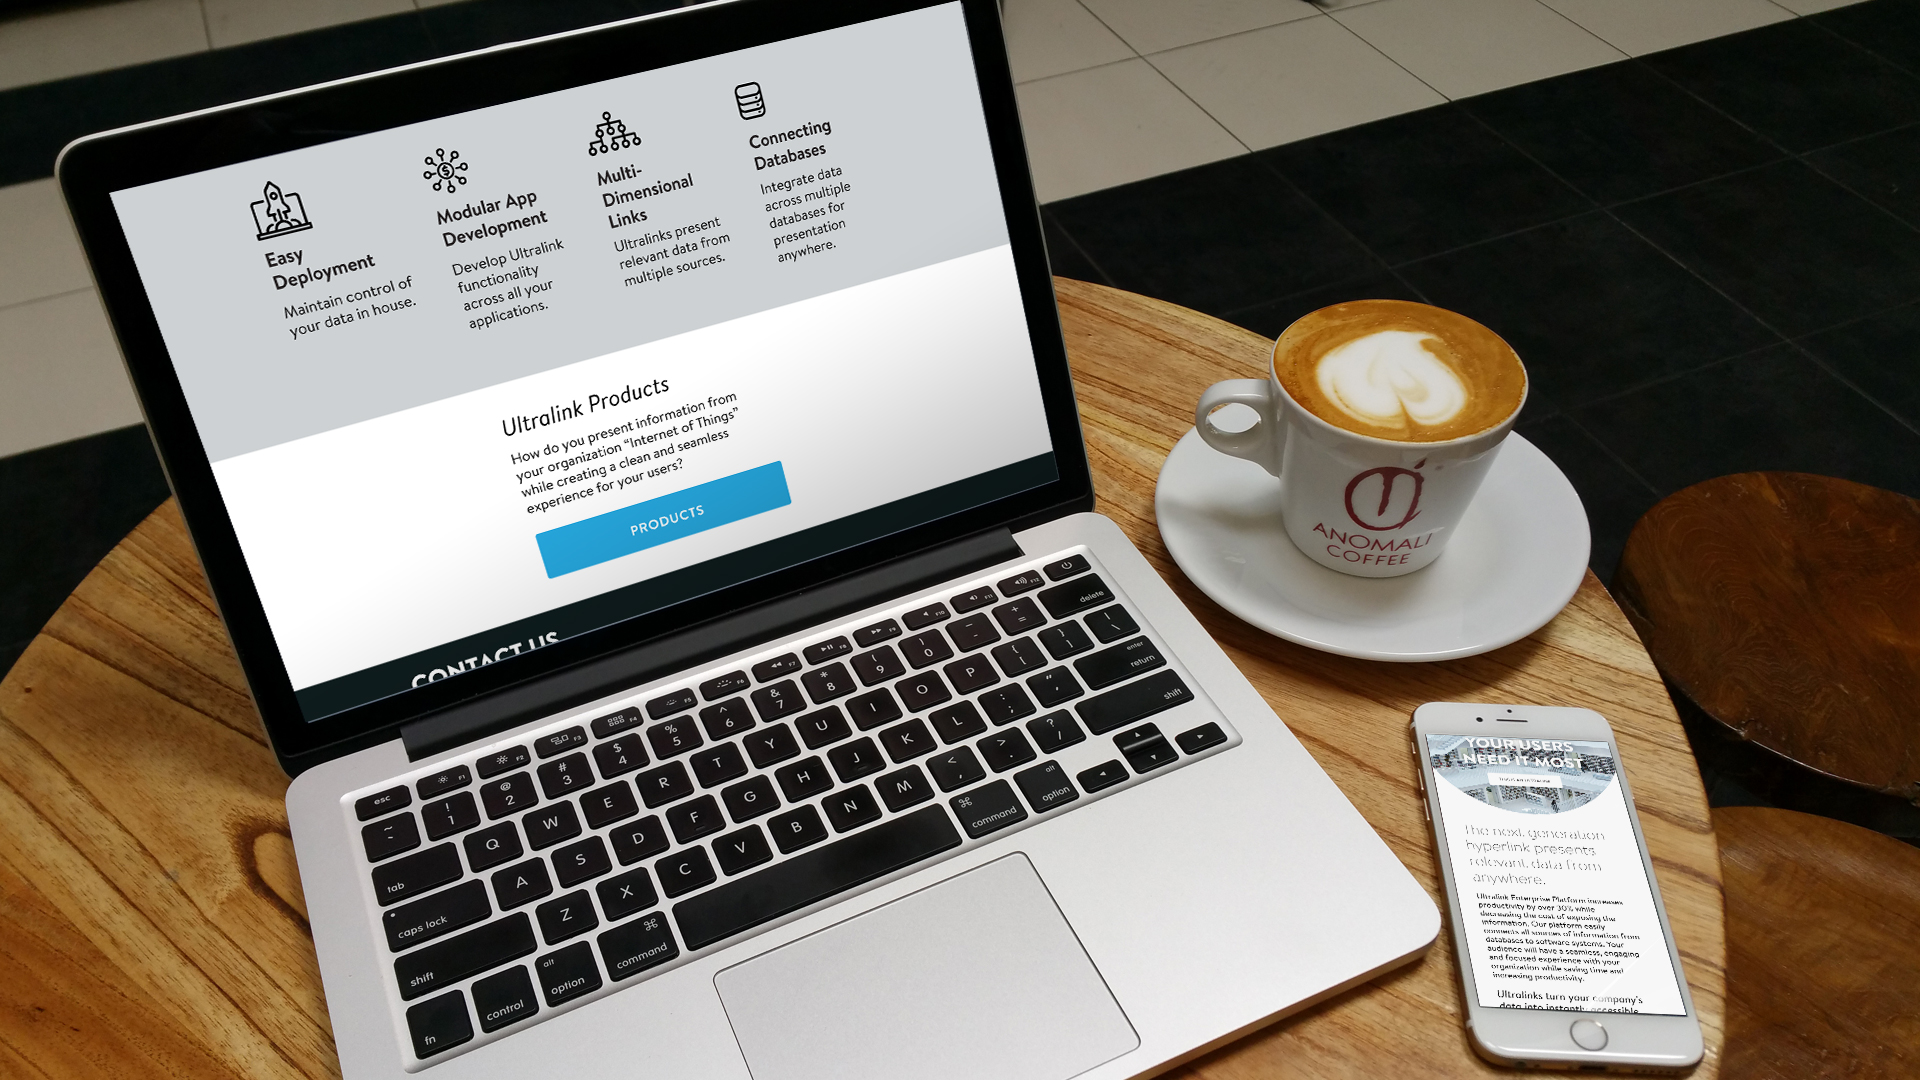 Easy
Deployment
Maintain control of
your data in house.
Modular App
Development
Develop Ultralink
functionality
across all your
applications.
Multi-
Dimensional
Links
Ultralinks present
relevant data from
multiple sources.
Connecting
Databases
Integrate data
across multiple
databases for
presentation
anywhere.
Ultralink Products
How do you present information from
your organization “Internet of Things”
while creating a clean and seamless
experience for your users?
PRODUCTS
CONTACT US
esc F1 F2 F3 F4 F5 F6 F7 F8 F9 F10 F11 F12
~ ` ! 1 @ 2 # 3 $ 4 % 5 ^ 6 & 7 * 8 ( 9 ) 0 _ - + = delete
tab Q W E R T Y U I O P { [ } ] | \
caps lock A S D F G H J K L : ; " ' enter return
shift Z X C V B N M < , > . ? / shift
fn control alt option ⌘ command ⌘ command alt option
ANOMALI
COFFEE
YOUR USERS
NEED IT MOST
The next generation
hyperlink presents
relevant data from
anywhere.
Ultralink Enterprise Platform increases
productivity by over 30% while
decreasing the cost of exposing the
information. Our platform easily
connects all sources of information from
databases to software systems. Your
audience will have a seamless, engaging
and focused experience with your
organization while saving time and
increasing productivity.
Ultralinks turn your company's
data into instantly accessible